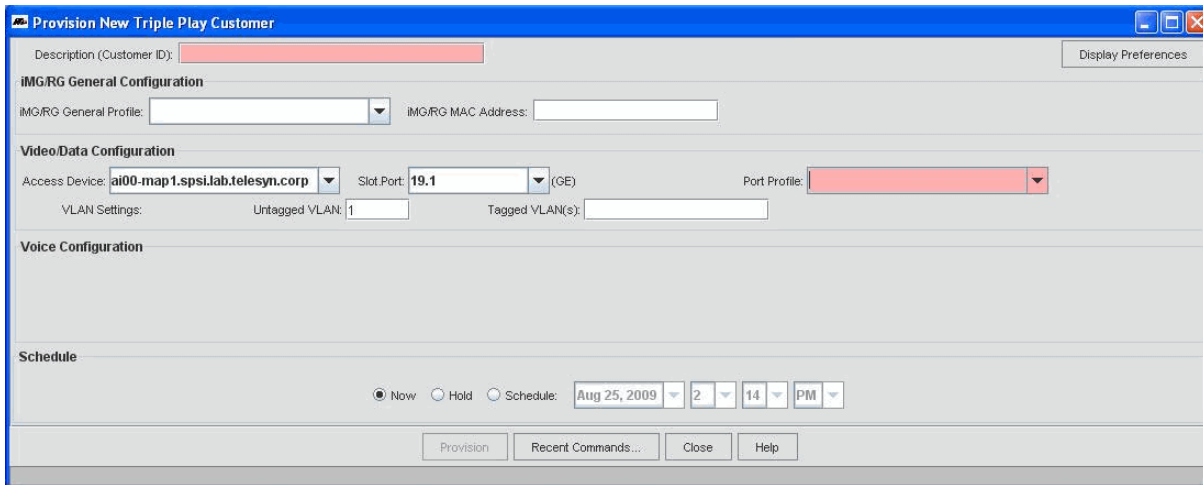 Provision New Triple Play Customer
Description (Customer ID):
Display Preferences
iMG/RG General Configuration
iMG/RG General Profile:
iMG/RG MAC Address:
Video/Data Configuration
Access Device: ai00-map1.spsi.lab.telesyn.corp
Slot.Port: 19.1 (GE)
Port Profile:
VLAN Settings:
Untagged VLAN: 1
Tagged VLAN(s):
Voice Configuration
Schedule
Now
Hold
Schedule: Aug 25, 2009 2 14 PM
Provision
Recent Commands...
Close
Help